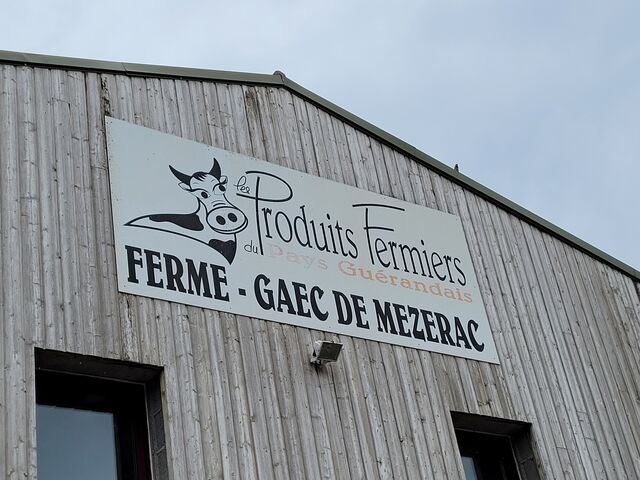 les Produits Fermiers
du Pays Guérandais
FERME - GAEC DE MEZERAC